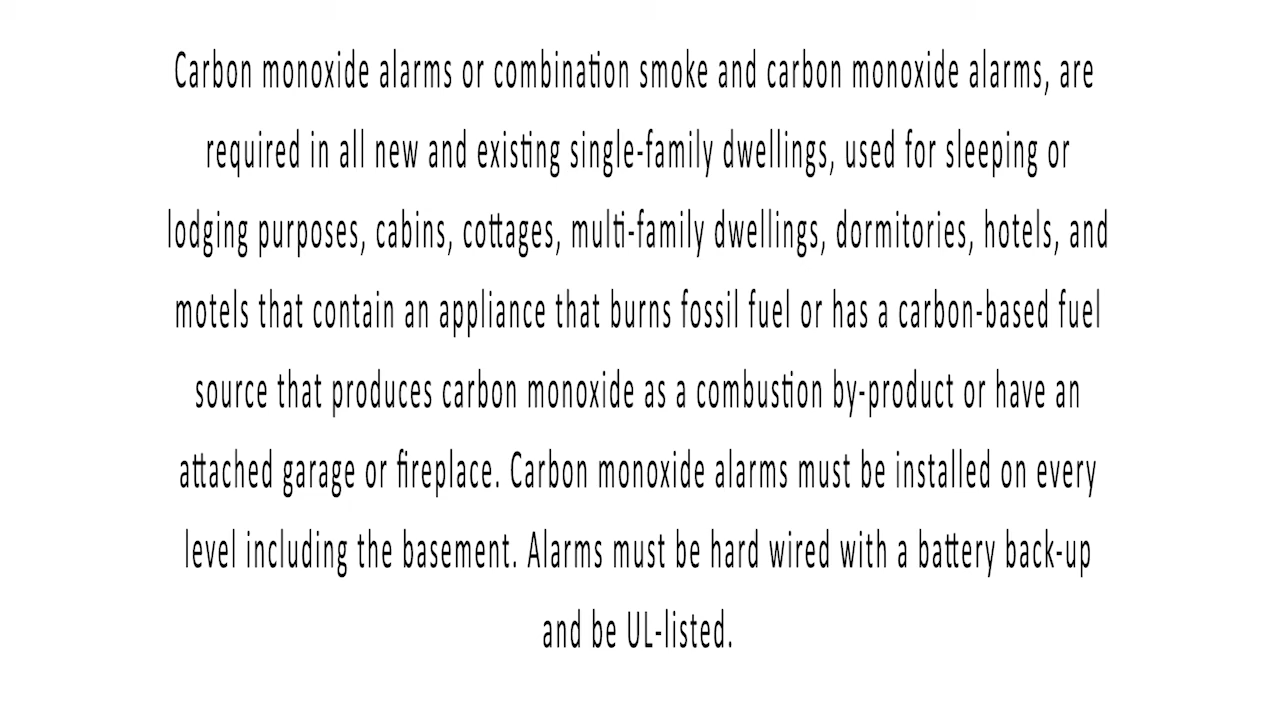 Carbon monoxide alarms or combination smoke and carbon monoxide alarms, are
required in all new and existing single-family dwellings, used for sleeping or
lodging purposes, cabins, cottages, multi-family dwellings, dormitories, hotels, and
motels that contain an appliance that burns fossil fuel or has a carbon-based fuel
source that produces carbon monoxide as a combustion by-product or have an
attached garage or fireplace. Carbon monoxide alarms must be installed on every
level including the basement. Alarms must be hard wired with a battery back-up
and be UL-listed.